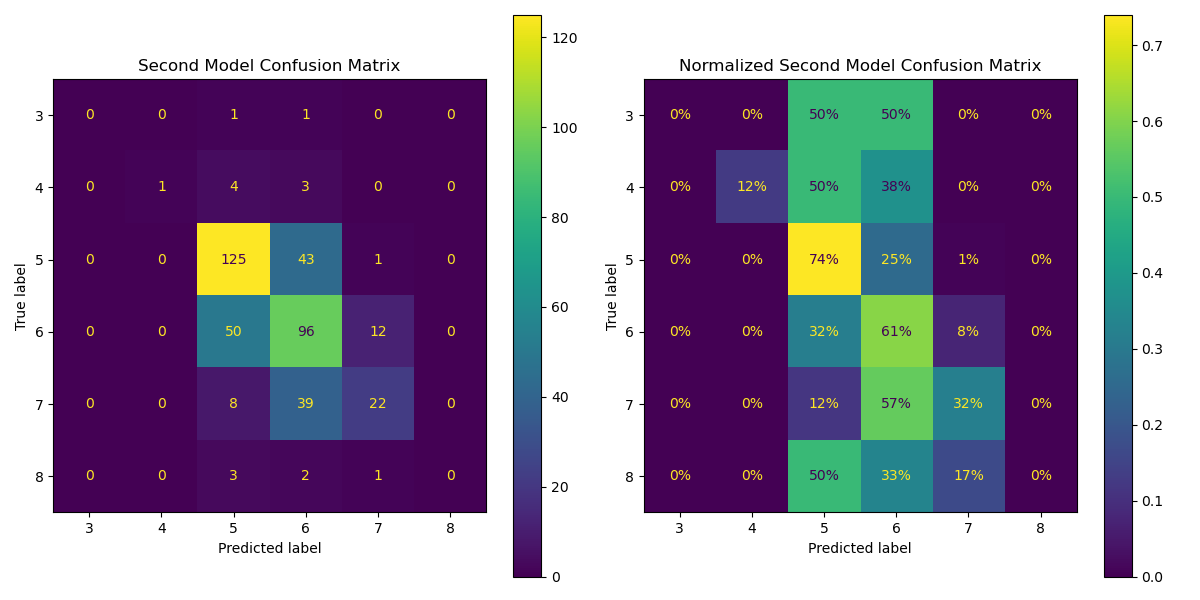 Second Model Confusion Matrix
120
100
80
60
40
20
0
3 0 0 1 1 0 0
4 0 1 4 3 0 0
5 0 0 125 43 1 0
6 0 0 50 96 12 0
7 0 0 8 39 22 0
8 0 0 3 2 1 0
3 4 5 6 7 8
True label
Predicted label
Normalized Second Model Confusion Matrix
0.7
0.6
0.5
0.4
0.3
0.2
0.1
0.0
3 0% 0% 50% 50% 0% 0%
4 0% 12% 50% 38% 0% 0%
5 0% 0% 74% 25% 1% 0%
6 0% 0% 32% 61% 8% 0%
7 0% 0% 12% 57% 32% 0%
8 0% 0% 50% 33% 17% 0%
3 4 5 6 7 8
True label
Predicted label